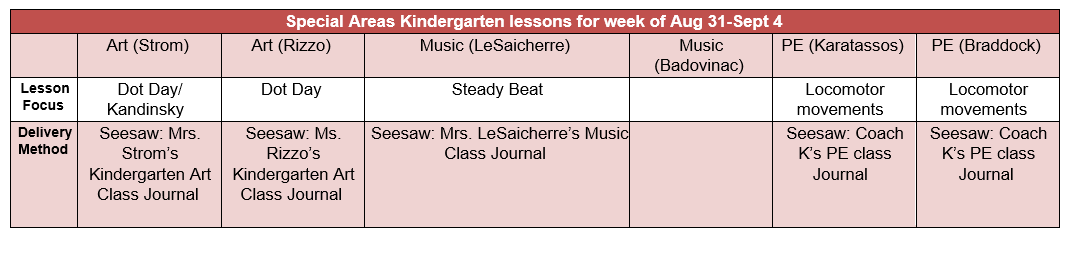 Special Areas Kindergarten lessons for week of Aug 31-Sept 4
Art (Strom) Art (Rizzo) Music (LeSaicherre) Music (Badovinac) PE (Karatassos) PE (Braddock)
Lesson Focus Dot Day/ Kandinsky Dot Day Steady Beat Locomotor movements Locomotor movements
Delivery Method Seesaw: Mrs. Strom's Kindergarten Art Class Journal Seesaw: Ms. Rizzo's Kindergarten Art Class Journal Seesaw: Mrs. LeSaicherre's Music Class Journal Seesaw: Coach K's PE class Journal Seesaw: Coach K's PE class Journal